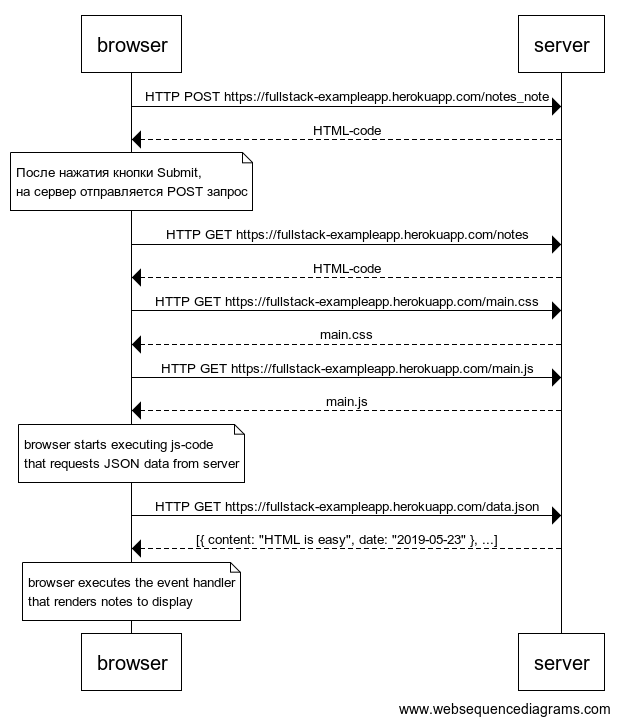 browser
server
HTTP POST https://fullstack-exampleapp.herokuapp.com/notes_note
HTML-code
После нажатия кнопки Submit,
на сервер отправляется POST запрос
HTTP GET https://fullstack-exampleapp.herokuapp.com/notes
HTML-code
HTTP GET https://fullstack-exampleapp.herokuapp.com/main.css
main.css
HTTP GET https://fullstack-exampleapp.herokuapp.com/main.js
main.js
browser starts executing js-code
that requests JSON data from server
HTTP GET https://fullstack-exampleapp.herokuapp.com/data.json
[{ content: "HTML is easy", date: "2019-05-23" }, ...]
browser executes the event handler
that renders notes to display
browser
server
www.websequencediagrams.com